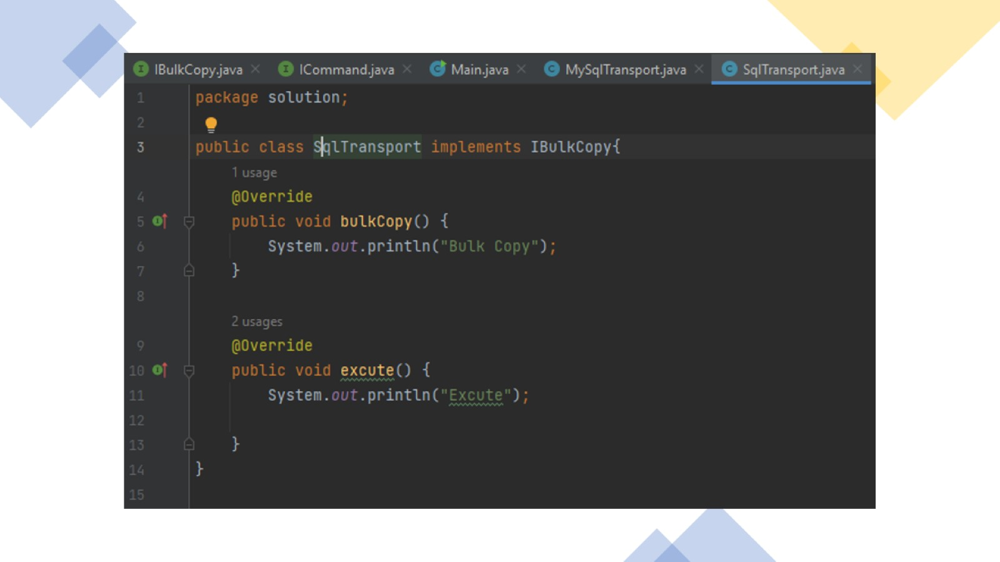 IBulkCopy.java ICommand.java Main.java MySqlTransport.java SqlTransport.java
1 package solution;
2
3 public class SqlTransport implements IBulkCopy{
1 usage
4 @Override
5 public void bulkCopy() {
6 System.out.println("Bulk Copy");
7 }
8
2 usages
9 @Override
10 public void excute() {
11 System.out.println("Excute");
12
13 }
14 }
15